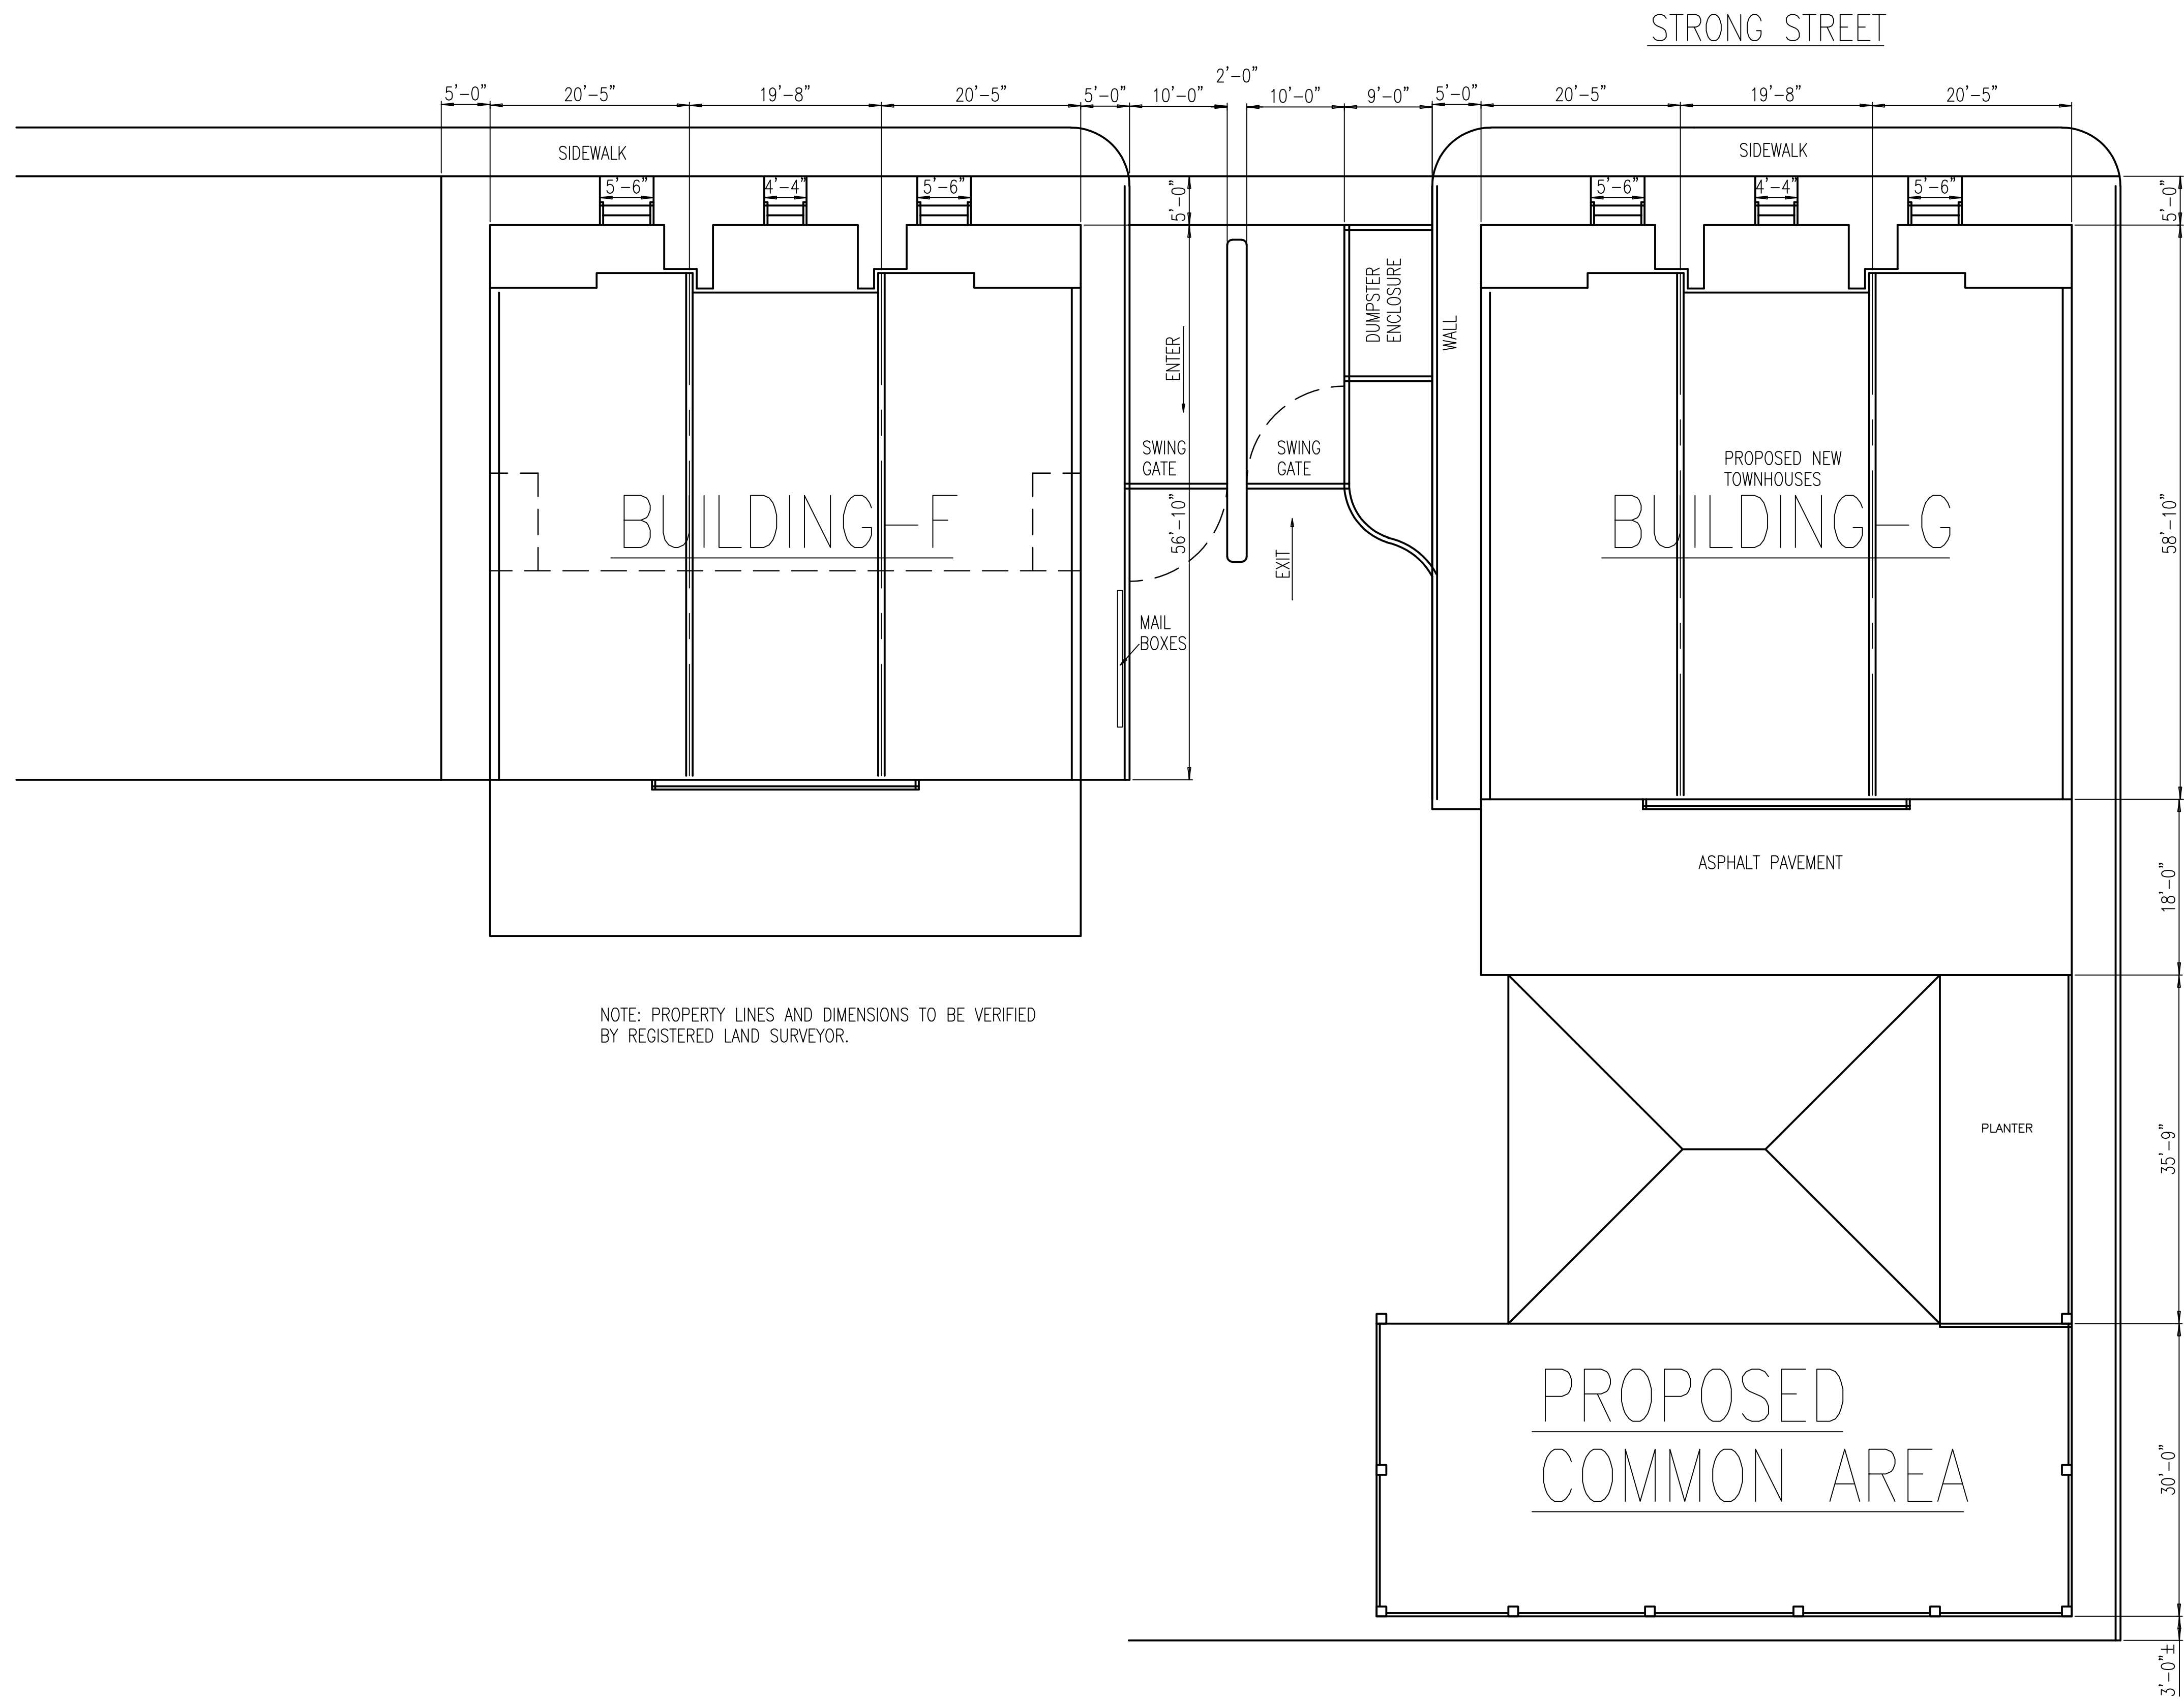 STRONG STREET
2'-0"
5'-0" 20'-5" 19'-8" 20'-5" 5'-0" 10'-0" 10'-0" 9'-0" 5'-0" 20'-5" 19'-8" 20'-5"
SIDEWALK
SIDEWALK
5'-6" 4'-4" 5'-6"
5'-0"
5'-6" 4'-4" 5'-6"
5'-0"
DUMPSTER
ENCLOSURE
WALL
ENTER
SWING
GATE
SWING
GATE
PROPOSED NEW
TOWNHOUSES
BUILDING-F
56'-10"
EXIT
BUILDING-G
58'-10"
MAIL
BOXES
ASPHALT PAVEMENT
18'-0"
NOTE: PROPERTY LINES AND DIMENSIONS TO BE VERIFIED
BY REGISTERED LAND SURVEYOR.
PLANTER
35'-9"
PROPOSED
COMMON AREA
30'-0"
3'-0"±